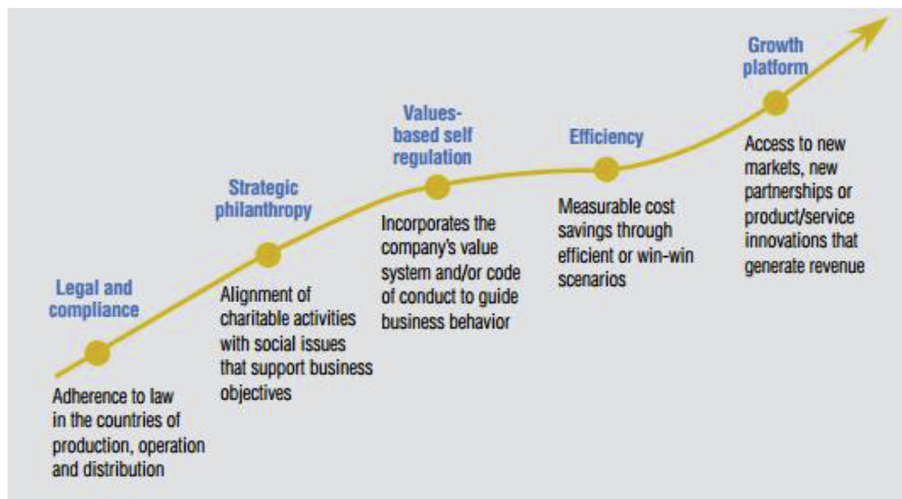 Legal and
compliance
Adherence to law
in the countries of
production, operation
and distribution
Strategic
philanthropy
Alignment of
charitable activities
with social issues
that support business
objectives
Values-
based self
regulation
Incorporates the
company's value
system and/or code
of conduct to guide
business behavior
Efficiency
Measurable cost
savings through
efficient or win-win
scenarios
Growth
platform
Access to new
markets, new
partnerships or
product/service
innovations that
generate revenue